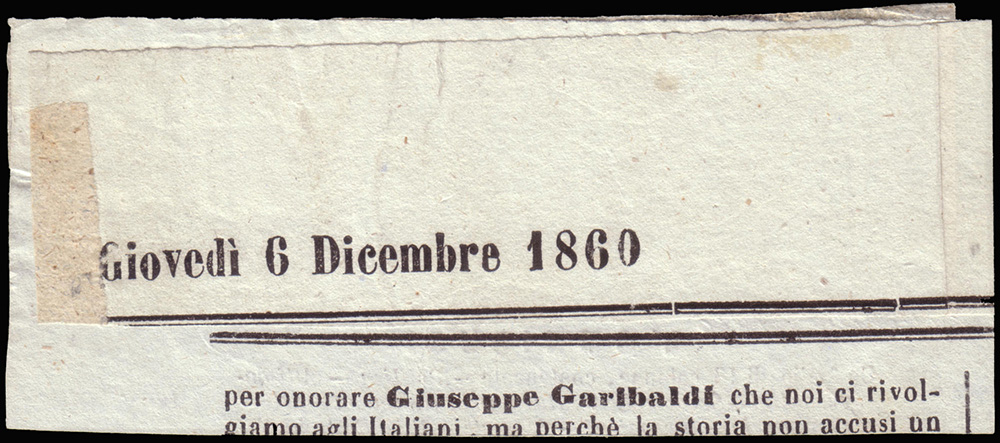 Giovedì 6 Dicembre 1860
per onorare Giuseppe Garibaldi che noi ci rivol-
giamo agli Italiani, ma perchè la storia non accusi un